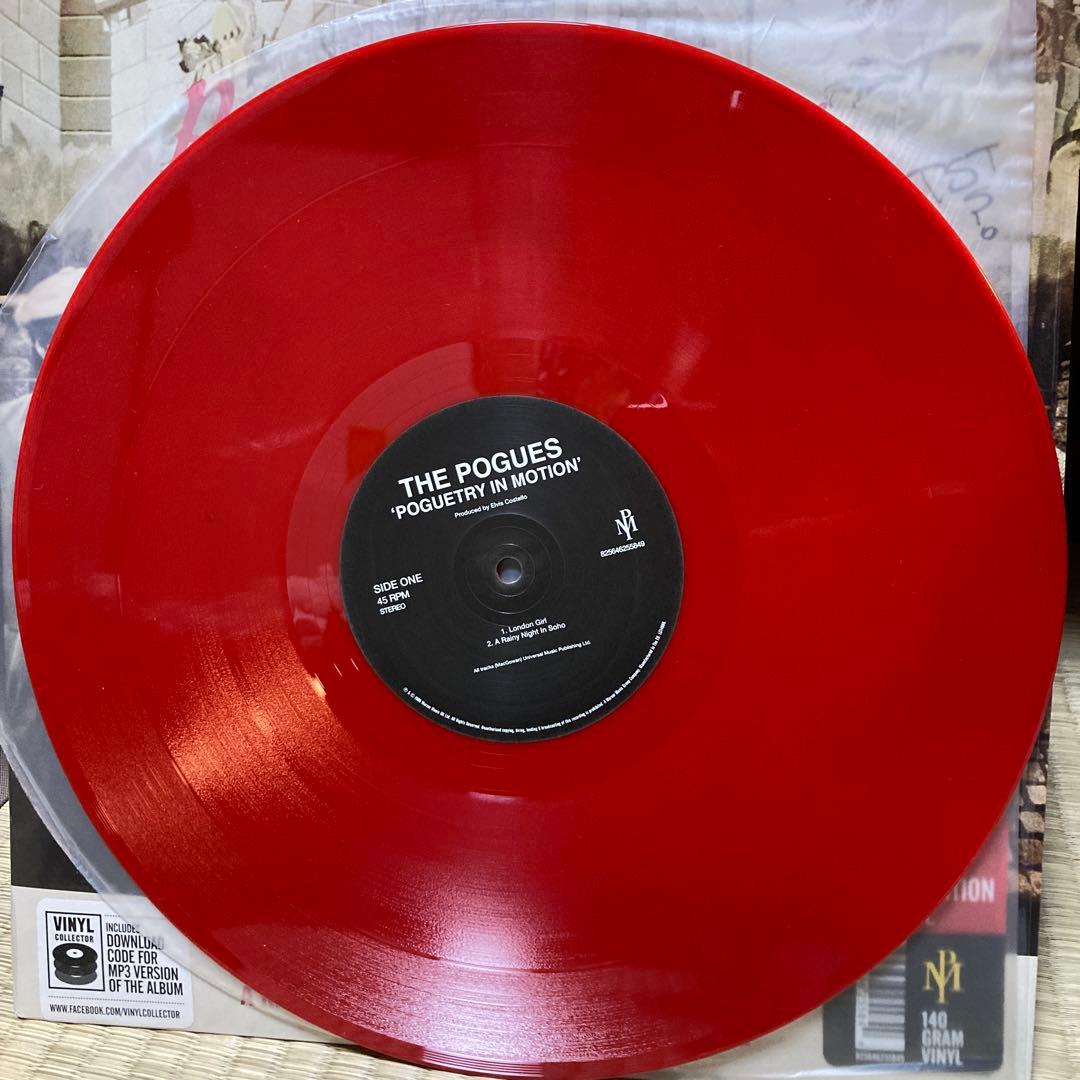 THE POGUES
'POGUETRY IN MOTION'
Produced by Elvis Costello
825646255849
SIDE ONE
45 RPM
STEREO
1. London Girl
2. A Rainy Night In Soho
All tracks (MacGowan) Universal Music Publishing Ltd.
VINYL
COLLECTOR
INCLUDES
DOWNLOAD
CODE FOR
MP3 VERSION
OF THE ALBUM
WWW.FACEBOOK.COM/VINYLCOLLECTOR
140
GRAM
VINYL